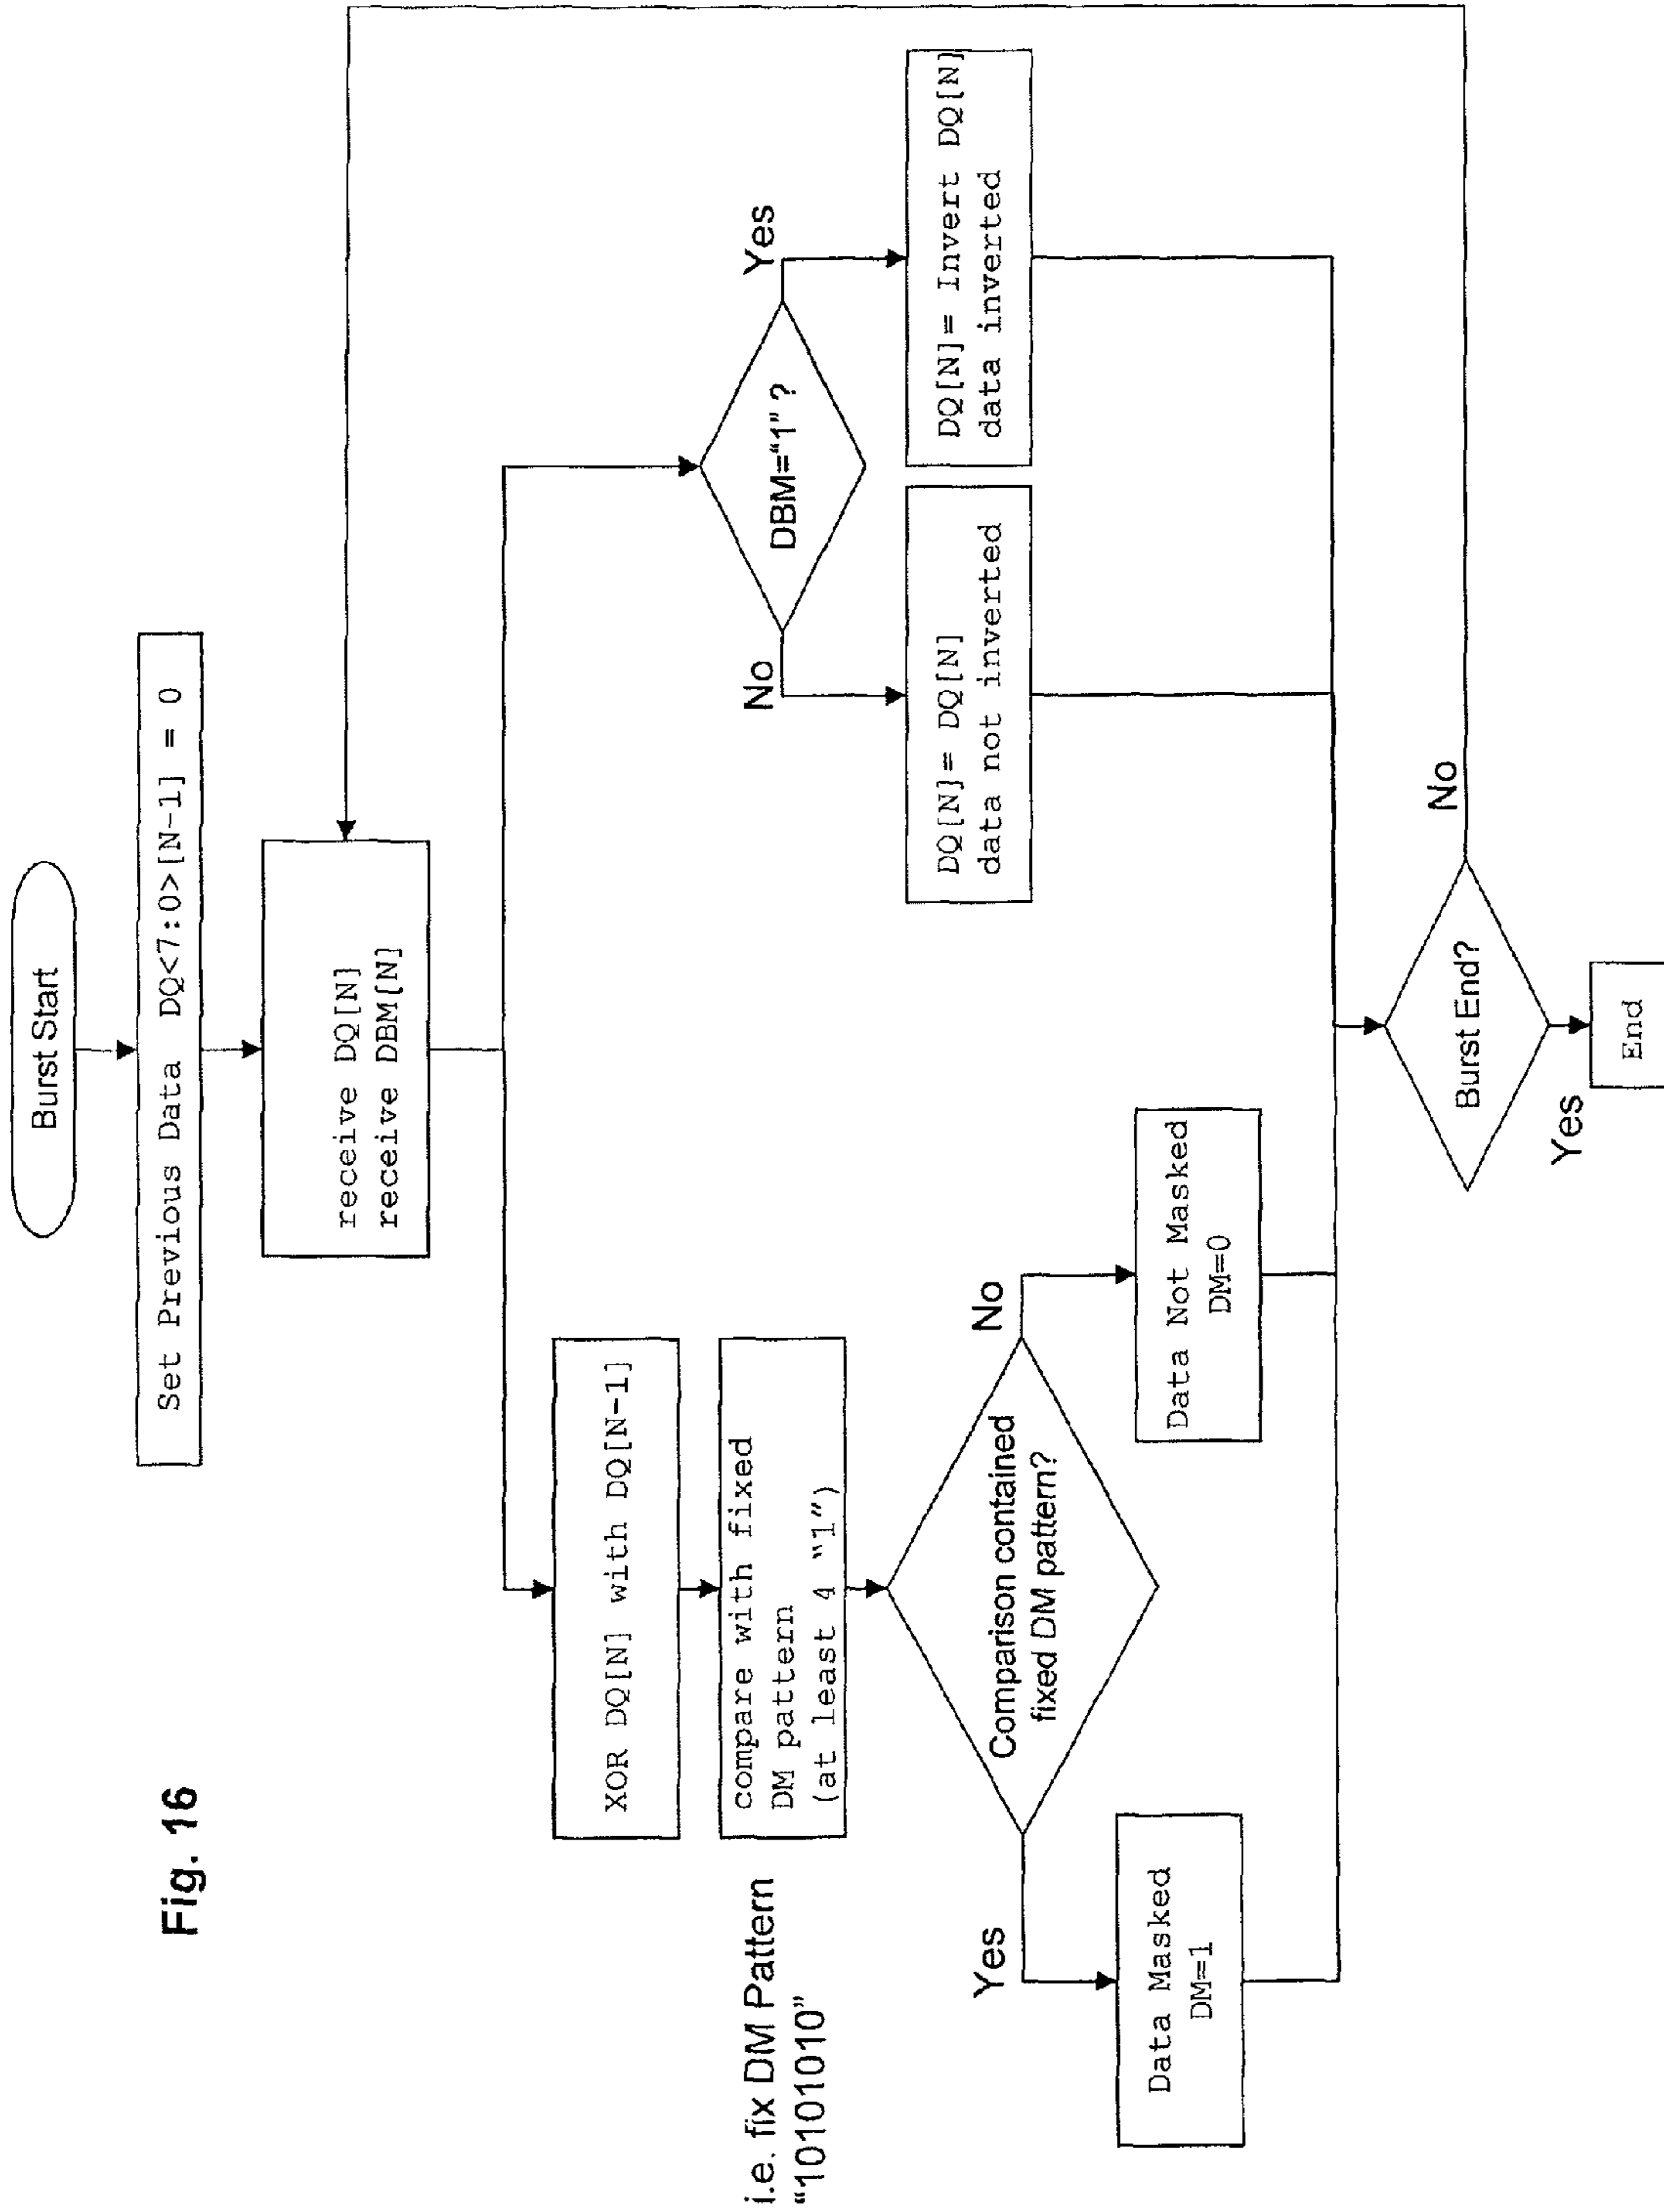 Fig. 16
Burst Start
Set Previous Data DQ<7:0>[N-1] = 0
receive DQ[N]
receive DBM[N]
XOR DQ[N] with DQ[N-1]
i.e. fix DM Pattern
“10101010”
compare with fixed
DM pattern
(at least 4 “1”)
Comparison contained
fixed DM pattern?
Yes
No
Data Masked
DM=1
Data Not Masked
DM=0
DBM=“1” ?
No
Yes
DQ[N]= DQ[N]
data not inverted
DQ[N]= Invert DQ[N]
data inverted
Burst End?
No
Yes
End